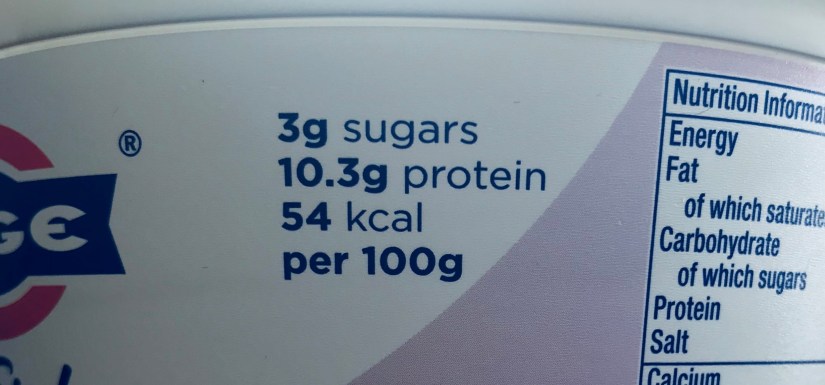 GE
®
3g sugars
10.3g protein
54 kcal
per 100g
Nutrition Informa
Energy
Fat
of which saturate
Carbohydrate
of which sugars
Protein
Salt
Calcium